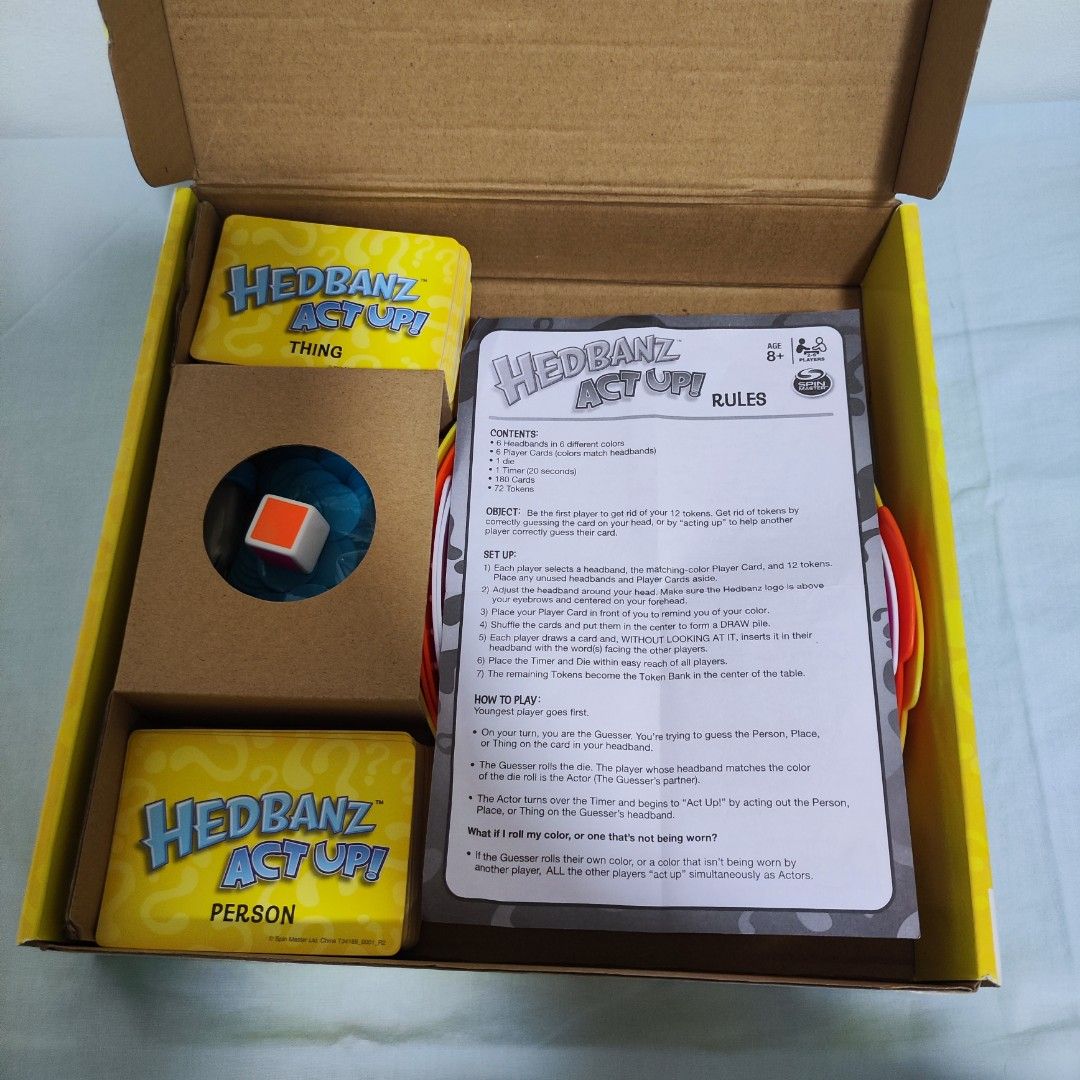 HEDBANZ™
ACT UP!
THING
HEDBANZ™
ACT UP! RULES
AGE
8+
2-6
PLAYERS
SPIN
MASTER™
CONTENTS:
• 6 Headbands in 6 different colors
• 6 Player Cards (colors match headbands)
• 1 die
• 1 Timer (20 seconds)
• 180 Cards
• 72 Tokens
OBJECT: Be the first player to get rid of your 12 tokens. Get rid of tokens by
correctly guessing the card on your head, or by "acting up" to help another
player correctly guess their card.
SET UP:
1) Each player selects a headband, the matching-color Player Card, and 12 tokens.
Place any unused headbands and Player Cards aside.
2) Adjust the headband around your head. Make sure the Hedbanz logo is above
your eyebrows and centered on your forehead.
3) Place your Player Card in front of you to remind you of your color.
4) Shuffle the cards and put them in the center to form a DRAW pile.
5) Each player draws a card and, WITHOUT LOOKING AT IT, inserts it in their
headband with the word(s) facing the other players.
6) Place the Timer and Die within easy reach of all players.
7) The remaining Tokens become the Token Bank in the center of the table.
HOW TO PLAY:
Youngest player goes first.
• On your turn, you are the Guesser. You're trying to guess the Person, Place,
or Thing on the card in your headband.
• The Guesser rolls the die. The player whose headband matches the color
of the die roll is the Actor (The Guesser's partner).
• The Actor turns over the Timer and begins to "Act Up!" by acting out the Person,
Place, or Thing on the Guesser's headband.
What if I roll my color, or one that's not being worn?
• If the Guesser rolls their own color, or a color that isn't being worn by
another player, ALL the other players "act up" simultaneously as Actors.
HEDBANZ™
ACT UP!
PERSON
© Spin Master Ltd. China